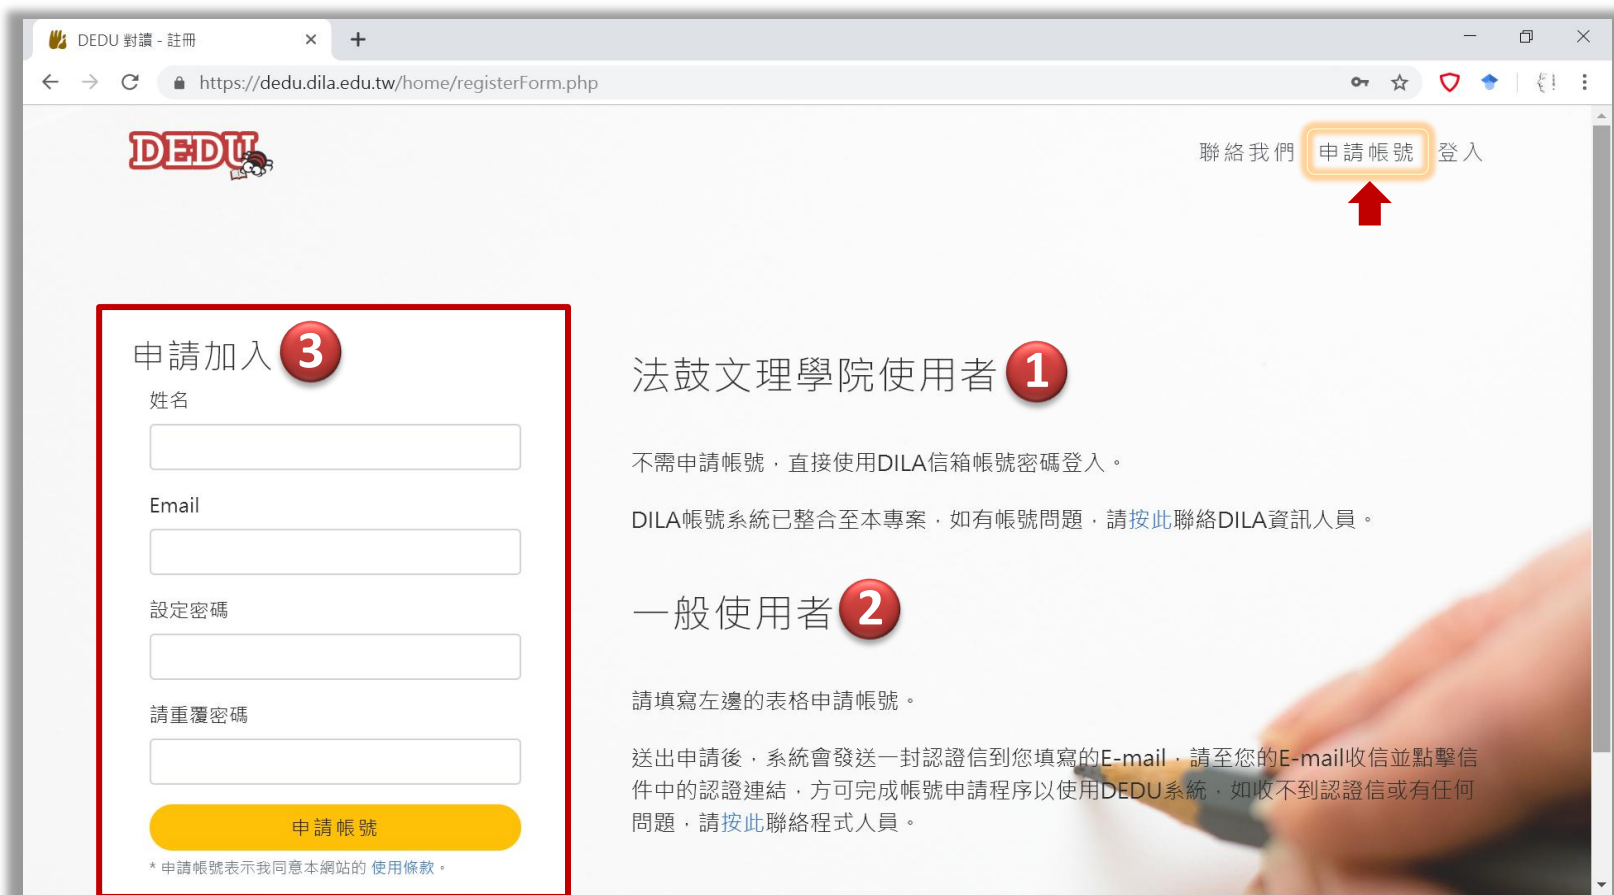 DEDU 對讀 - 註冊
https://dedu.dila.edu.tw/home/registerForm.php
DEDU
聯絡我們 申請帳號 登入
申請加入 3
姓名
Email
設定密碼
請重覆密碼
申請帳號
* 申請帳號表示我同意本網站的 使用條款。
法鼓文理學院使用者 1
不需申請帳號，直接使用DILA信箱帳號密碼登入。
DILA帳號系統已整合至本專案，如有帳號問題，請按此聯絡DILA資訊人員。
一般使用者 2
請填寫左邊的表格申請帳號。
送出申請後，系統會發送一封認證信到您填寫的E-mail，請至您的E-mail收信並點擊信
件中的認證連結，方可完成帳號申請程序以使用DEDU系統，如收不到認證信或有任何
問題，請按此聯絡程式人員。